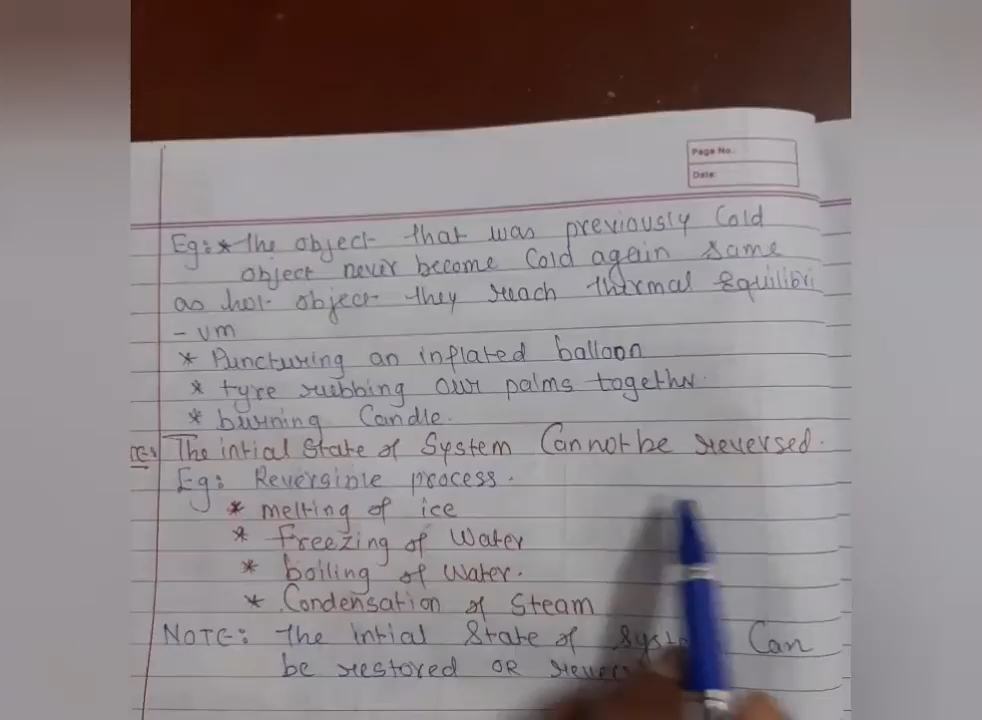 Page No.
Date:
Eg:* The object that was previously Cold
object never become Cold again same
as hot object they reach Thermal Equilibri
- um
* Puncturing an inflated balloon
* tyre rubbing our palms together.
* burning Candle.
The intial State of System Cannot be reversed.
Eg: Reversible process.
* melting of ice
* freezing of Water
* boiling of Water.
* Condensation of Steam
NOTE: The intial State of Can
be restored OR